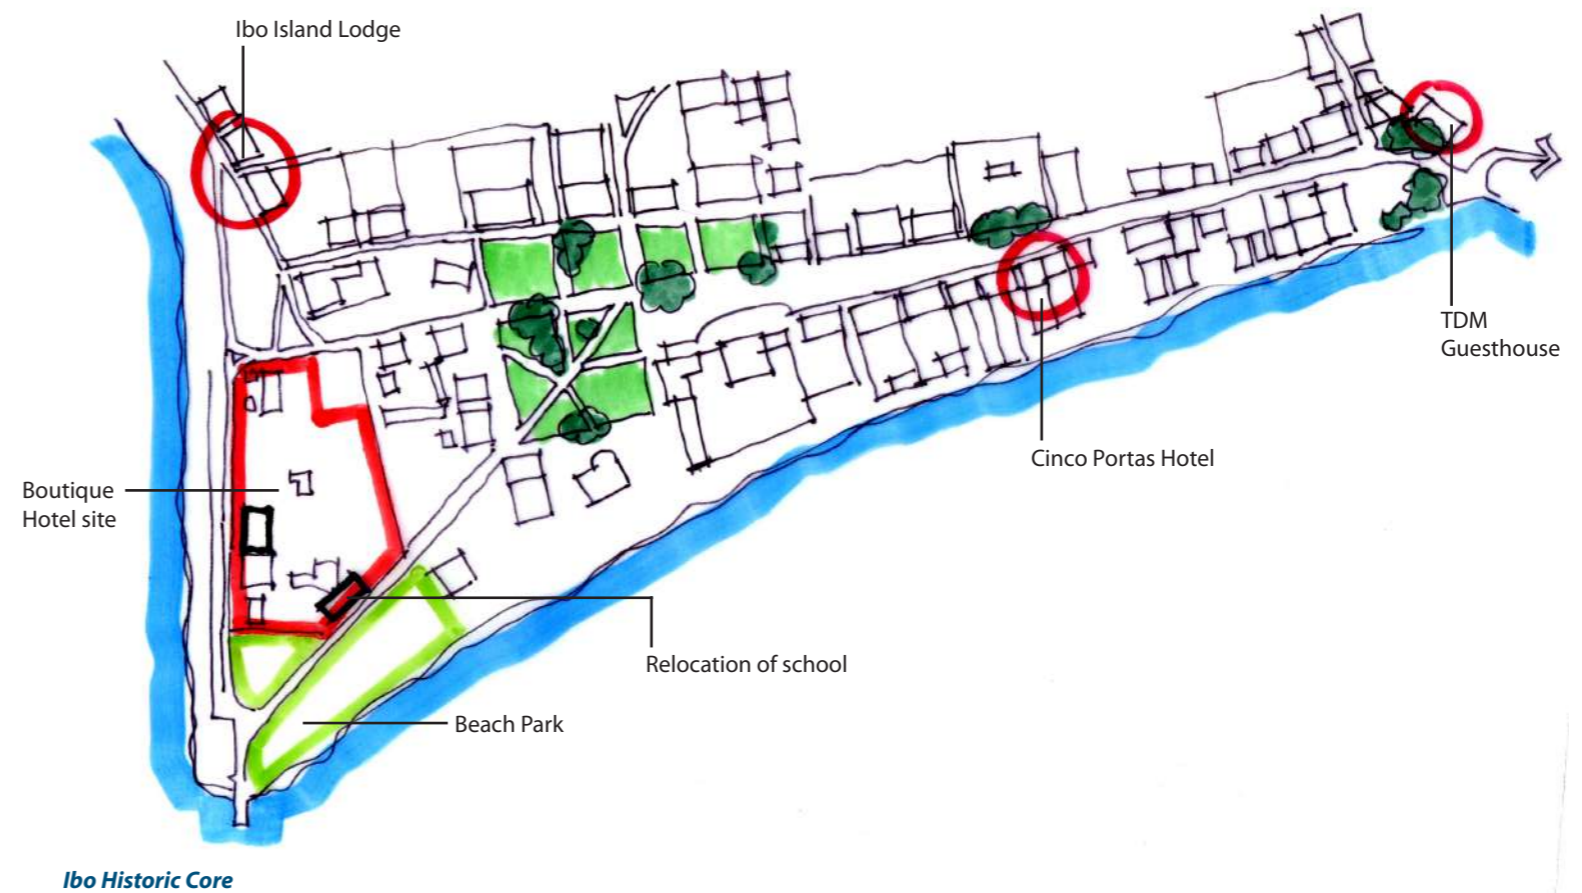 Ibo Island Lodge
TDM
Guesthouse
Cinco Portas Hotel
Boutique
Hotel site
Relocation of school
Beach Park
Ibo Historic Core